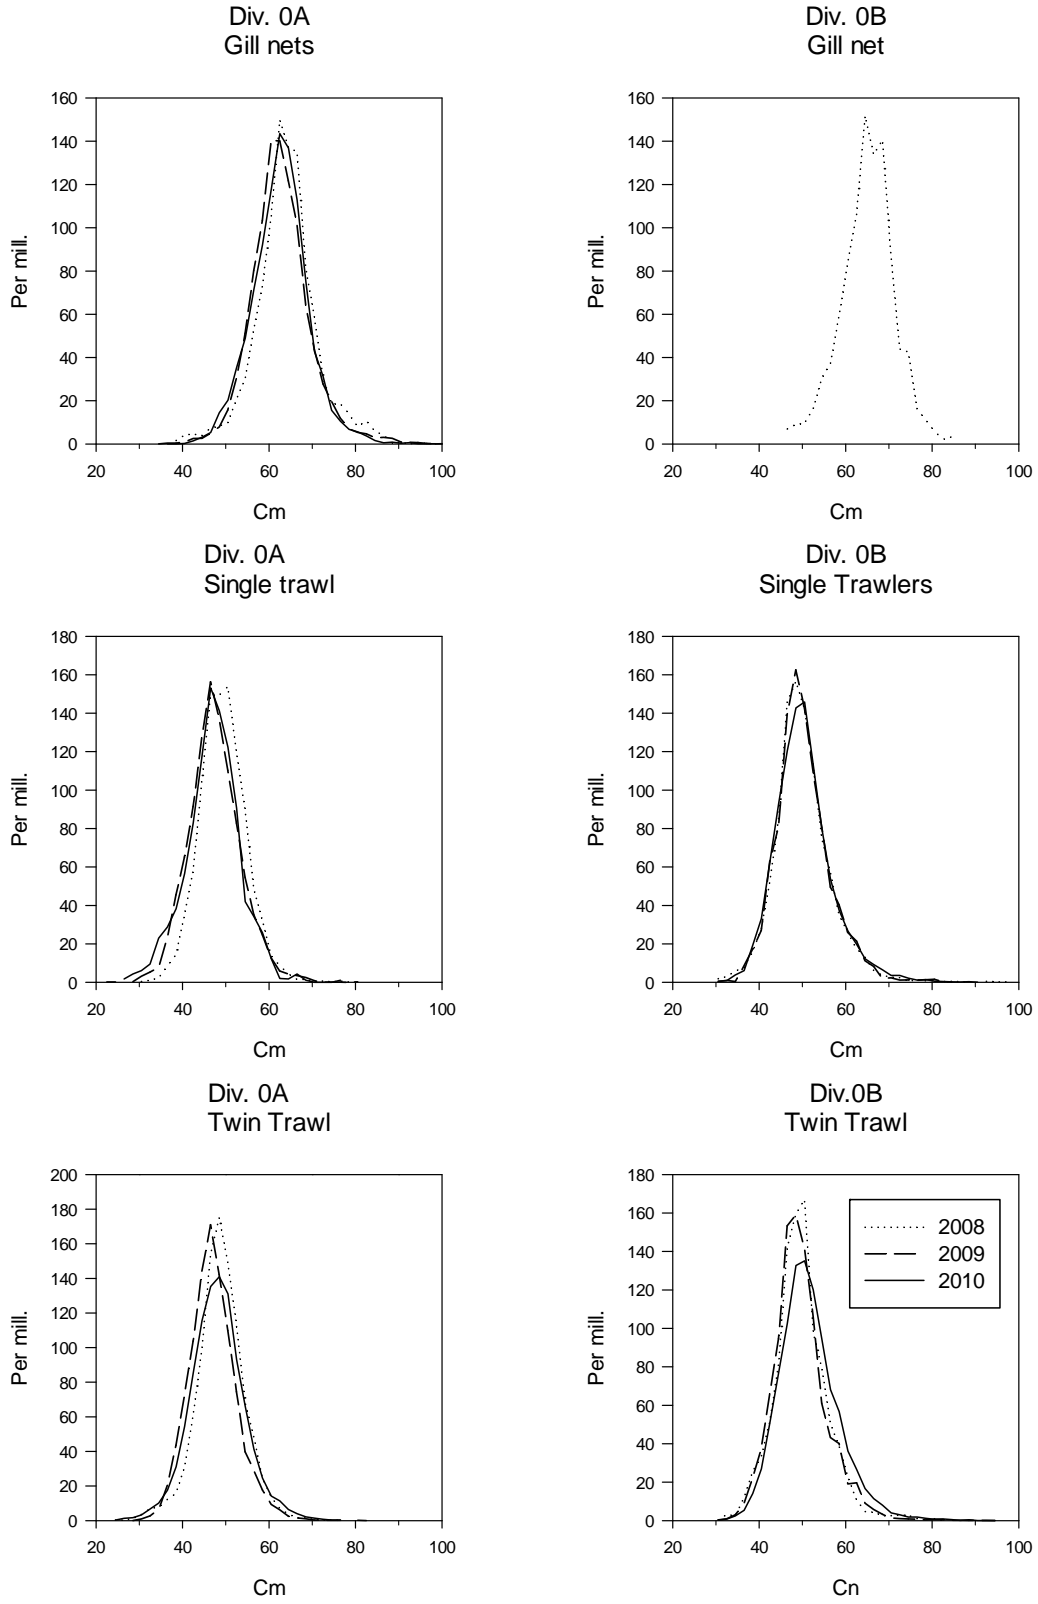 Div. 0A
Gill nets
160
140
120
100
80
60
40
20
0
Per mill.
20 40 60 80 100
Cm
Div. 0B
Gill net
160
140
120
100
80
60
40
20
0
Per mill.
20 40 60 80 100
Cm
Div. 0A
Single trawl
180
160
140
120
100
80
60
40
20
0
Per mill.
20 40 60 80 100
Cm
Div. 0B
Single Trawlers
180
160
140
120
100
80
60
40
20
0
Per mill.
20 40 60 80 100
Cm
Div. 0A
Twin Trawl
200
180
160
140
120
100
80
60
40
20
0
Per mill.
20 40 60 80 100
Cm
Div.0B
Twin Trawl
180
160
140
120
100
80
60
40
20
0
Per mill.
2008
2009
2010
20 40 60 80 100
Cn